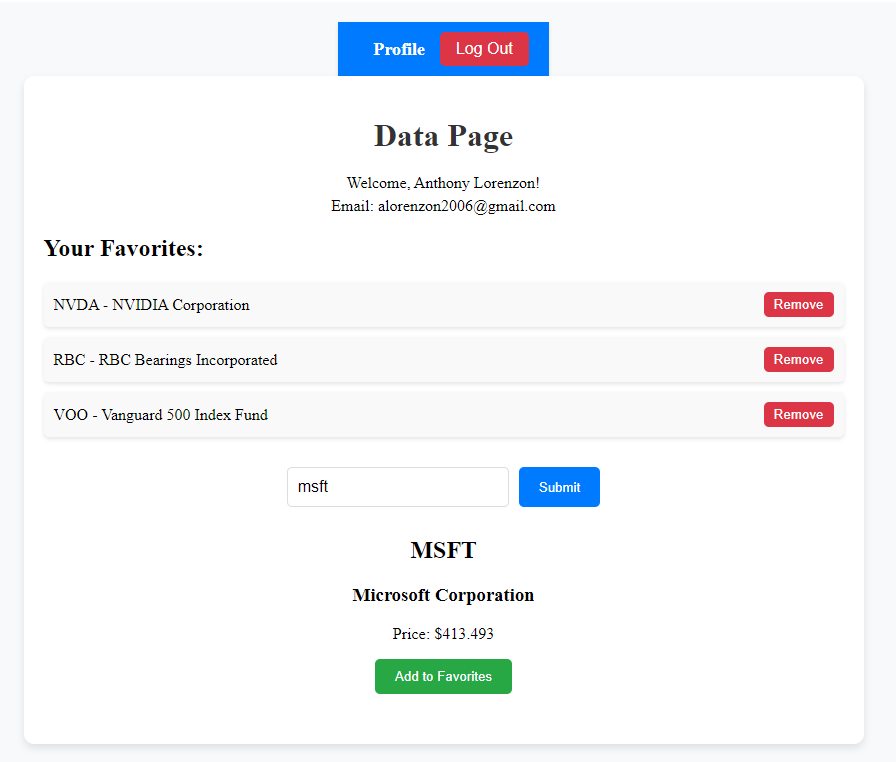 Profile Log Out
Data Page
Welcome, Anthony Lorenzon!
Email: alorenzon2006@gmail.com
Your Favorites:
NVDA - NVIDIA Corporation Remove
RBC - RBC Bearings Incorporated Remove
VOO - Vanguard 500 Index Fund Remove
msft Submit
MSFT
Microsoft Corporation
Price: $413.493
Add to Favorites